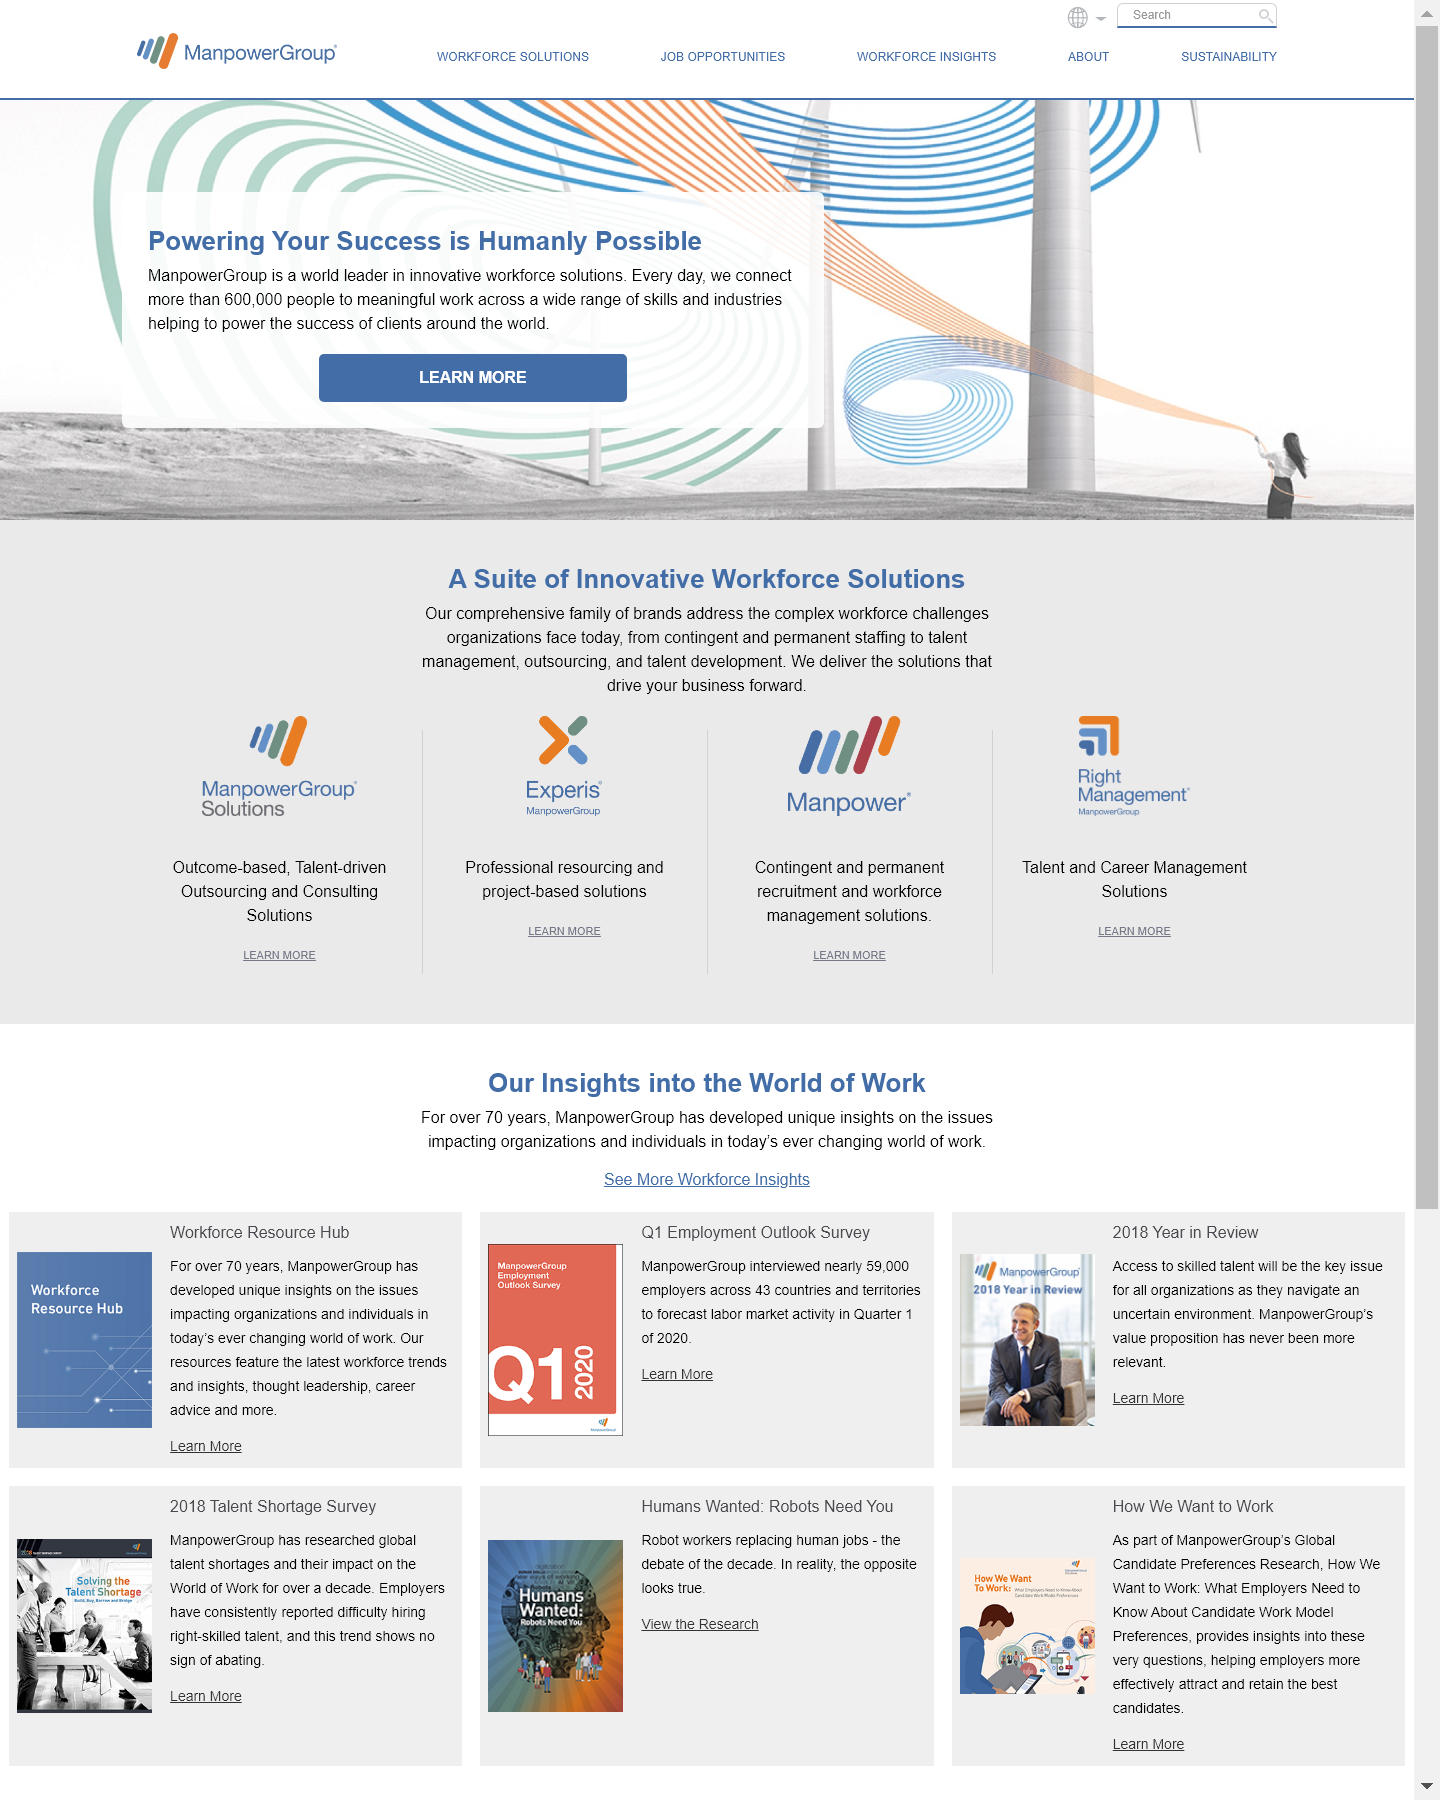 Search
ManpowerGroup
WORKFORCE SOLUTIONS
JOB OPPORTUNITIES
WORKFORCE INSIGHTS
ABOUT
SUSTAINABILITY
Powering Your Success is Humanly Possible
ManpowerGroup is a world leader in innovative workforce solutions. Every day, we connect
more than 600,000 people to meaningful work across a wide range of skills and industries
helping to power the success of clients around the world.
LEARN MORE
A Suite of Innovative Workforce Solutions
Our comprehensive family of brands address the complex workforce challenges
organizations face today, from contingent and permanent staffing to talent
management, outsourcing, and talent development. We deliver the solutions that
drive your business forward.
ManpowerGroup®
Solutions
Outcome-based, Talent-driven
Outsourcing and Consulting
Solutions
LEARN MORE
Experis®
ManpowerGroup
Professional resourcing and
project-based solutions
LEARN MORE
Manpower®
Contingent and permanent
recruitment and workforce
management solutions.
LEARN MORE
Right
Management®
ManpowerGroup
Talent and Career Management
Solutions
LEARN MORE
Our Insights into the World of Work
For over 70 years, ManpowerGroup has developed unique insights on the issues
impacting organizations and individuals in today’s ever changing world of work.
See More Workforce Insights
Workforce
Resource Hub
Workforce Resource Hub
For over 70 years, ManpowerGroup has
developed unique insights on the issues
impacting organizations and individuals in
today’s ever changing world of work. Our
resources feature the latest workforce trends
and insights, thought leadership, career
advice and more.
Learn More
ManpowerGroup
Employment
Outlook Survey
Q1 2020
Q1 Employment Outlook Survey
ManpowerGroup interviewed nearly 59,000
employers across 43 countries and territories
to forecast labor market activity in Quarter 1
of 2020.
Learn More
ManpowerGroup
2018 Year in Review
2018 Year in Review
Access to skilled talent will be the key issue
for all organizations as they navigate an
uncertain environment. ManpowerGroup’s
value proposition has never been more
relevant.
Learn More
Solving the
Talent Shortage
Build, Buy, Borrow and Bridge
2018 Talent Shortage Survey
ManpowerGroup has researched global
talent shortages and their impact on the
World of Work for over a decade. Employers
have consistently reported difficulty hiring
right-skilled talent, and this trend shows no
sign of abating.
Learn More
Humans
Wanted:
Robots Need You
Humans Wanted: Robots Need You
Robot workers replacing human jobs - the
debate of the decade. In reality, the opposite
looks true.
View the Research
How We Want
To Work:
What Employers Need to Know About
Candidate Work Model Preferences
How We Want to Work
As part of ManpowerGroup’s Global
Candidate Preferences Research, How We
Want to Work: What Employers Need to
Know About Candidate Work Model
Preferences, provides insights into these
very questions, helping employers more
effectively attract and retain the best
candidates.
Learn More